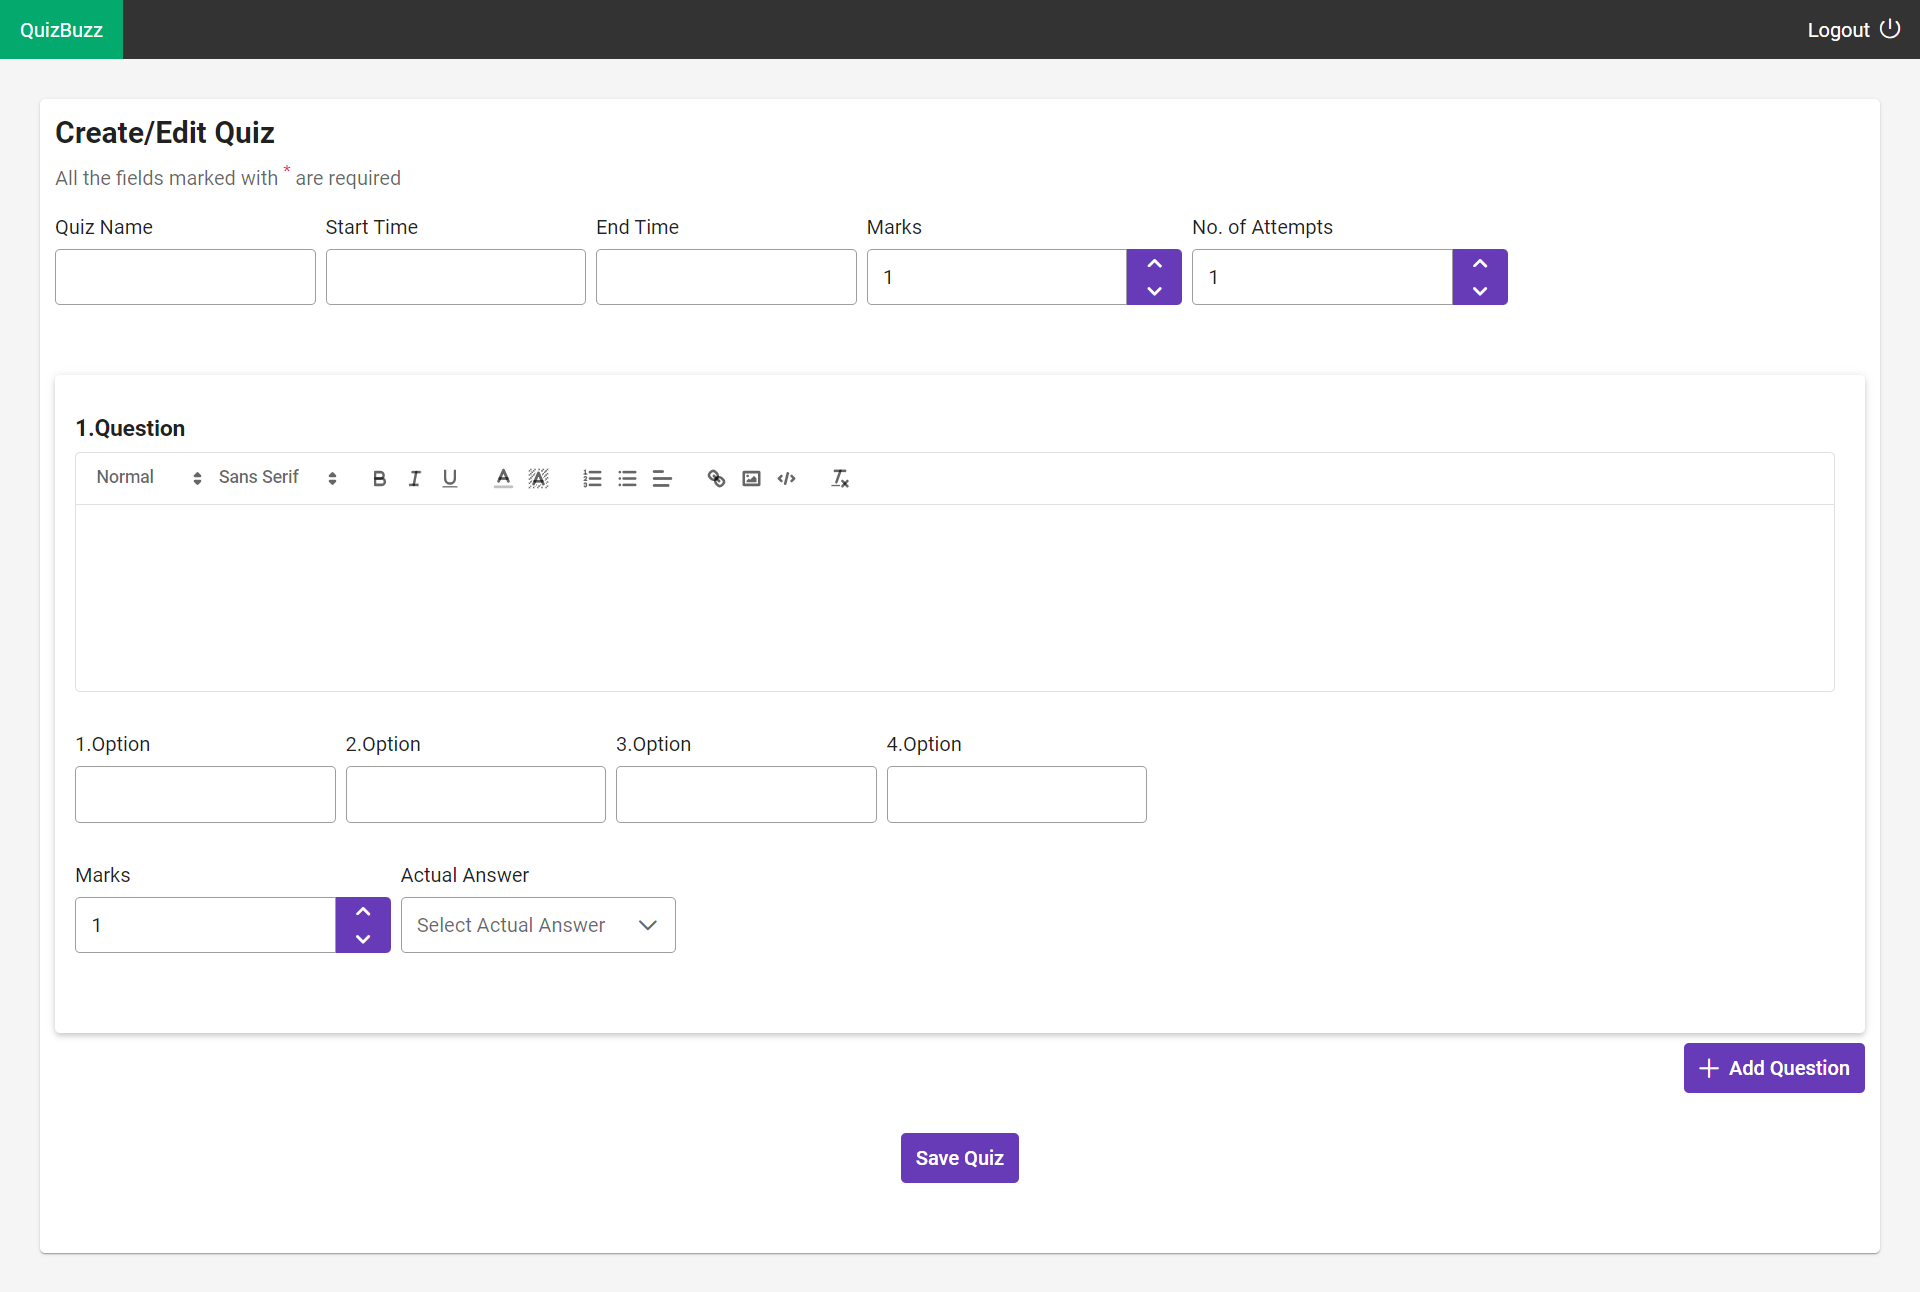 QuizBuzz
Logout
Create/Edit Quiz
All the fields marked with * are required
Quiz Name Start Time End Time Marks No. of Attempts
1 1
1.Question
Normal Sans Serif
1.Option 2.Option 3.Option 4.Option
Marks Actual Answer
1 Select Actual Answer
Add Question
Save Quiz